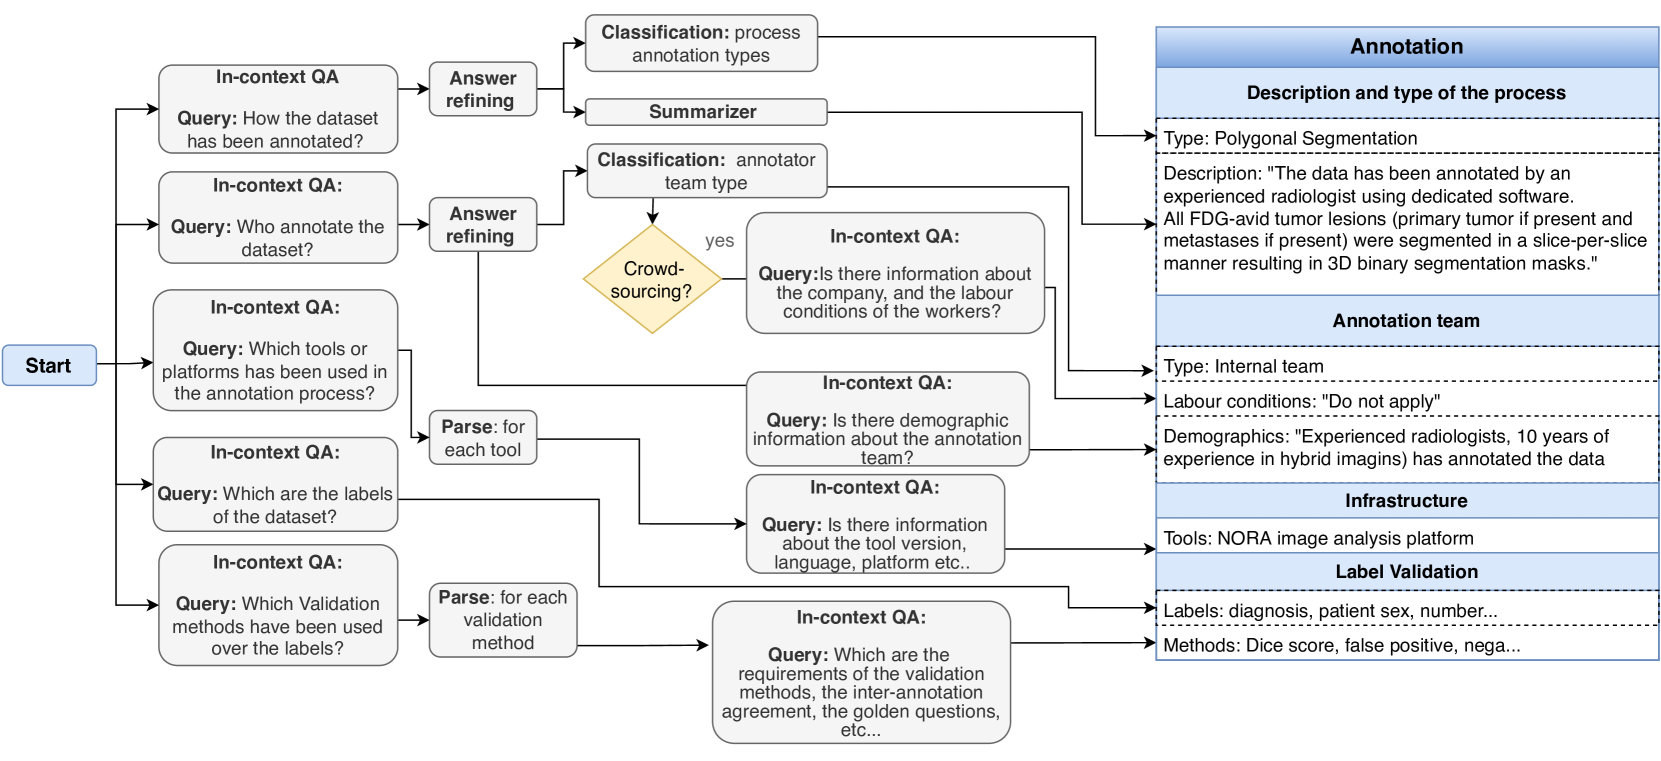 Start
In-context QA
Query: How the dataset
has been annotated?
In-context QA:
Query: Who annotate the
dataset?
In-context QA:
Query: Which tools or
platforms has been used in
the annotation process?
In-context QA:
Query: Which are the labels
of the dataset?
In-context QA:
Query: Which Validation
methods have been used
over the labels?
Answer
refining
Answer
refining
Parse: for
each tool
Parse: for each
validation
method
Classification: process
annotation types
Summarizer
Classification: annotator
team type
Crowd-
sourcing?
yes
In-context QA:
Query:Is there information about
the company, and the labour
conditions of the workers?
In-context QA:
Query: Is there demographic
information about the annotation
team?
In-context QA:
Query: Is there information
about the tool version,
language, platform etc..
In-context QA:
Query: Which are the
requirements of the validation
methods, the inter-annotation
agreement, the golden questions,
etc...
Annotation
Description and type of the process
Type: Polygonal Segmentation
Description: "The data has been annotated by an
experienced radiologist using dedicated software.
All FDG-avid tumor lesions (primary tumor if present and
metastases if present) were segmented in a slice-per-slice
manner resulting in 3D binary segmentation masks."
Annotation team
Type: Internal team
Labour conditions: "Do not apply"
Demographics: "Experienced radiologists, 10 years of
experience in hybrid imagins) has annotated the data
Infrastructure
Tools: NORA image analysis platform
Label Validation
Labels: diagnosis, patient sex, number...
Methods: Dice score, false positive, nega...